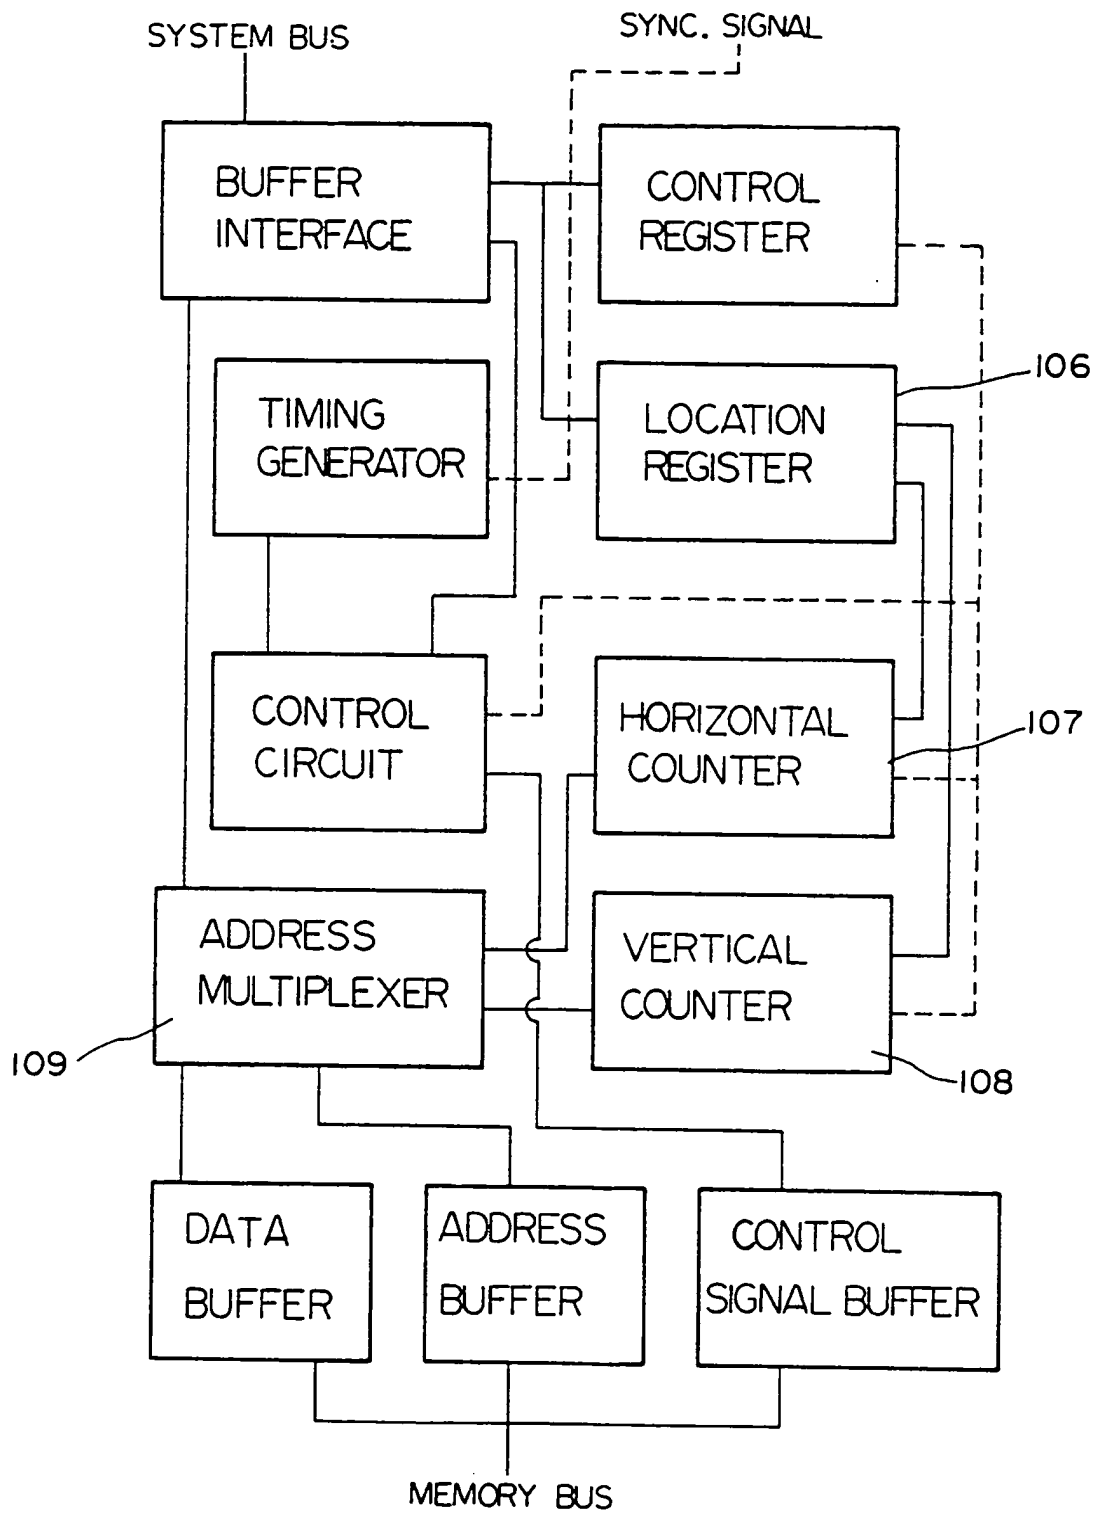 SYSTEM BUS
SYNC. SIGNAL
BUFFER
INTERFACE
CONTROL
REGISTER
TIMING
GENERATOR
LOCATION
REGISTER
106
CONTROL
CIRCUIT
HORIZONTAL
COUNTER
107
ADDRESS
MULTIPLEXER
109
VERTICAL
COUNTER
108
DATA
BUFFER
ADDRESS
BUFFER
CONTROL
SIGNAL BUFFER
MEMORY BUS